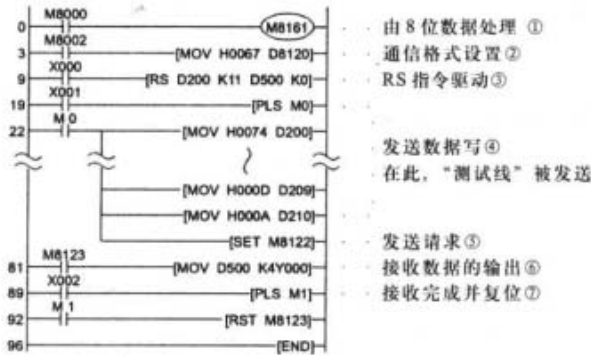 M8000
0 M8161 由8位数据处理 ①
M8002
3 [MOV H0067 D8120] 通信格式设置②
X000
9 [RS D200 K11 D500 K0] RS 指令驱动③
X001
19 [PLS M0]
M 0
22 [MOV H0074 D200]
发送数据写④
在此，“测试线”被发送
[MOV H000D D209]
[MOV H000A D210]
[SET M8122] 发送请求⑤
M8123
81 [MOV D500 K4Y000] 接收数据的输出⑥
X002
89 [PLS M1] 接收完成并复位⑦
M 1
92 [RST M8123]
96 [END]